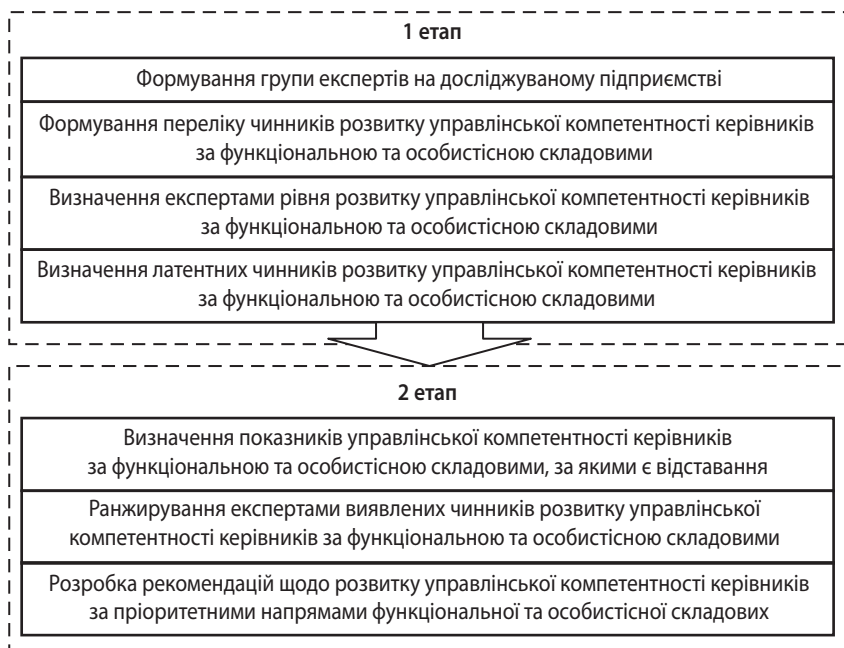 1 етап
Формування групи експертів на досліджуваному підприємстві
Формування переліку чинників розвитку управлінської компетентності керівників
за функціональною та особистісною складовими
Визначення експертами рівня розвитку управлінської компетентності керівників
за функціональною та особистісною складовими
Визначення латентних чинників розвитку управлінської компетентності керівників
за функціональною та особистісною складовими
2 етап
Визначення показників управлінської компетентності керівників
за функціональною та особистісною складовими, за якими є відставання
Ранжирування експертами виявлених чинників розвитку управлінської
компетентності керівників за функціональною та особистісною складовими
Розробка рекомендацій щодо розвитку управлінської компетентності керівників
за пріоритетними напрямами функціональної та особистісної складових